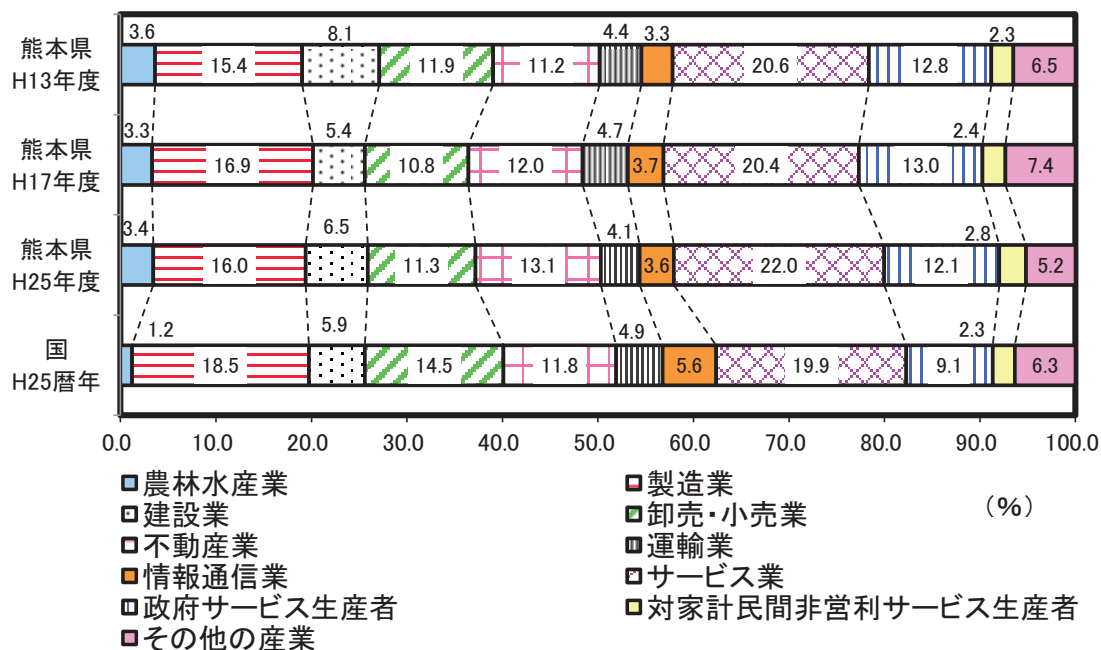 3.6 8.1 4.4 3.3 2.3
熊本県
H13年度
15.4 11.9 11.2 20.6 12.8 6.5
3.3 5.4 4.7 2.4
熊本県
H17年度
16.9 10.8 12.0 3.7 20.4 13.0 7.4
3.4 6.5 4.1 2.8
熊本県
H25年度
16.0 11.3 13.1 3.6 22.0 12.1 5.2
1.2 5.9 4.9 2.3
国
H25暦年
18.5 14.5 11.8 5.6 19.9 9.1 6.3
0.0 10.0 20.0 30.0 40.0 50.0 60.0 70.0 80.0 90.0 100.0
農林水産業 製造業
建設業 卸売・小売業 (%)
不動産業 運輸業
情報通信業 サービス業
政府サービス生産者 対家計民間非営利サービス生産者
その他の産業